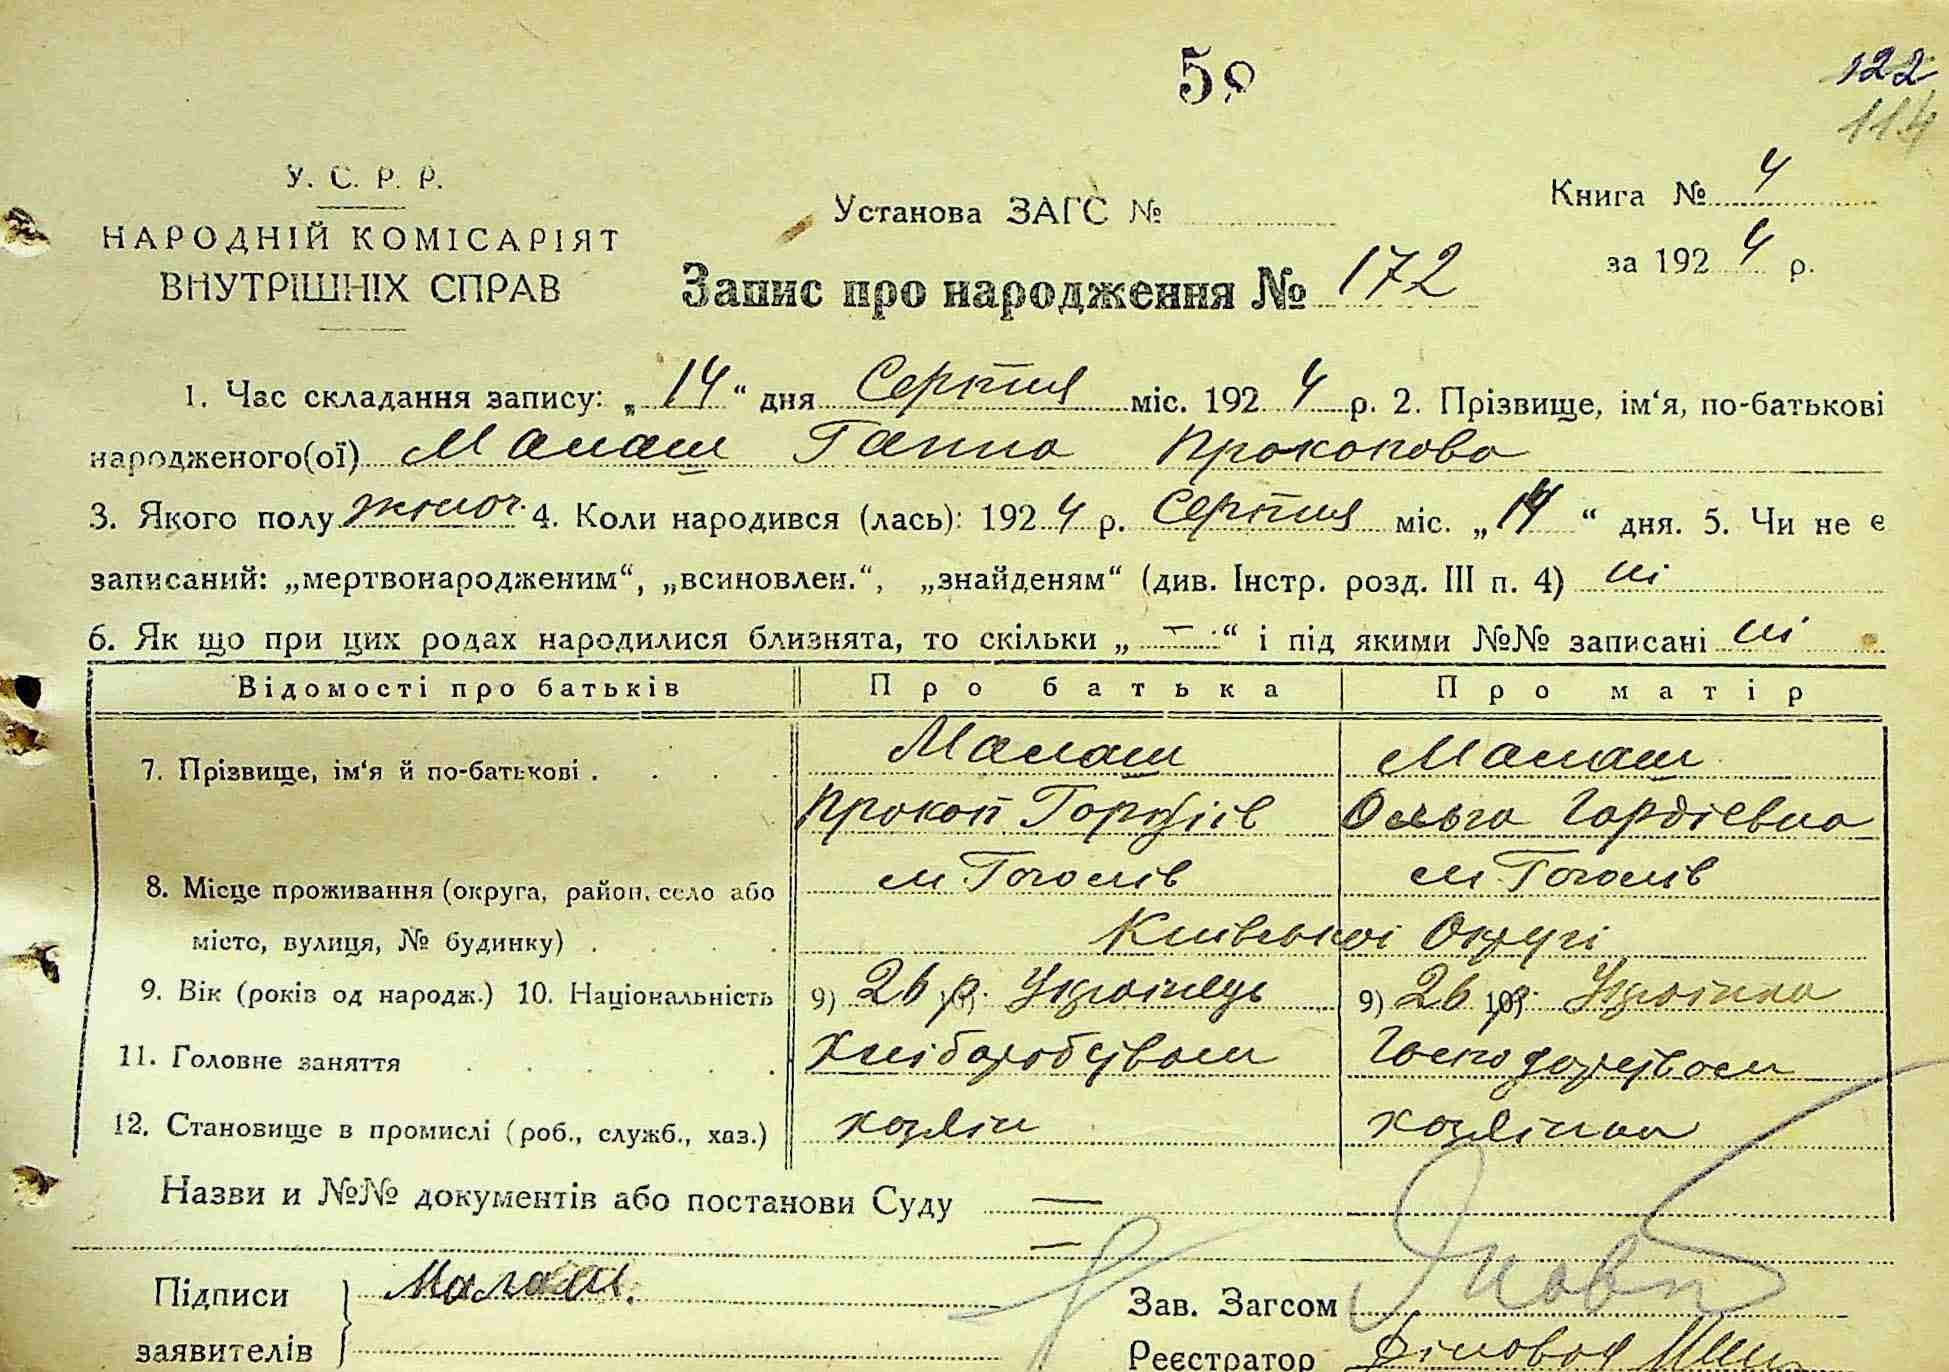 122
114
У. С. Р. Р.
НАРОДНІЙ КОМІСАРІЯТ
ВНУТРІШНІХ СПРАВ
Установа ЗАГС №
Книга № 4
за 1924 р.
Запис про народження № 172
1. Час складання запису: „14“ дня Серпня міс. 1924 р. 2. Прізвище, ім‘я, по-батькові
народженого(ої) Малаш Ганна Прокопова
3. Якого полу жіноч. 4. Коли народився (лась): 1924 р. Серпня міс. „14“ дня. 5. Чи не є
записаний: „мертвонародженим“, „всиновлен.“, „знайденям“ (див. Інстр. розд. III п. 4) ні
6. Як що при цих родах народилися близнята, то скільки „ — “ і під якими №№ записані ні
Відомості про батьків Про батька Про матір
7. Прізвище, ім‘я й по-батькові . . . . Малаш Малаш
Прокоп Ольга Гордієвна
8. Місце проживання (округа, район, село або м. Гоголів м. Гоголів
місто, вулиця, № будинку) . . . . Київської Округі
9. Вік (років од народж.) 10. Національність 9) 26 р. Українець 9) 26 10) р. Українка
11. Головне заняття . . . . . . Хліборобством Господарством
12. Становище в промислі (роб., служб., хаз.) хозяін хозяінка
Назви и №№ документів або постанови Суду —
—
Підписи Малаш.
заявителів
Зав. Загсом
Реєстратор